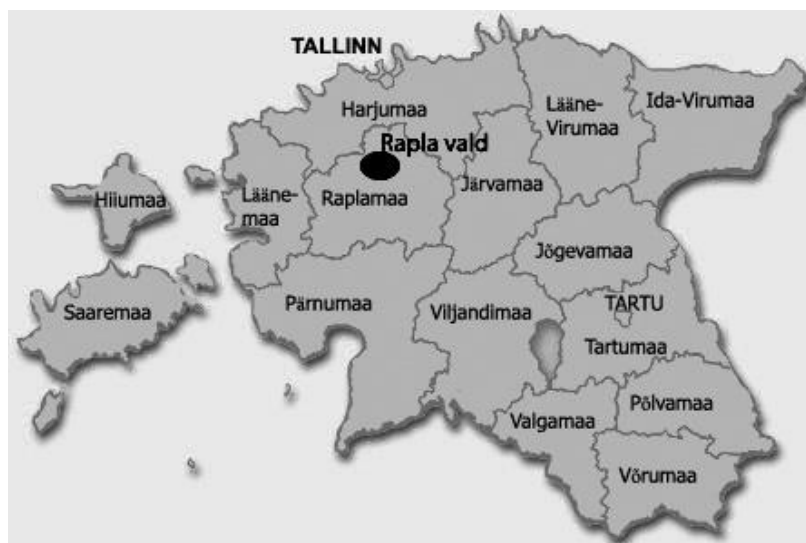 TALLINN
Harjumaa
Lääne-
Virumaa
Ida-Virumaa
Rapla vald
Hiiumaa
Lääne-
maa
Raplamaa
Järvamaa
Jõgevamaa
Saaremaa
Pärnumaa
Viljandimaa
TARTU
Tartumaa
Valgamaa
Põlvamaa
Võrumaa